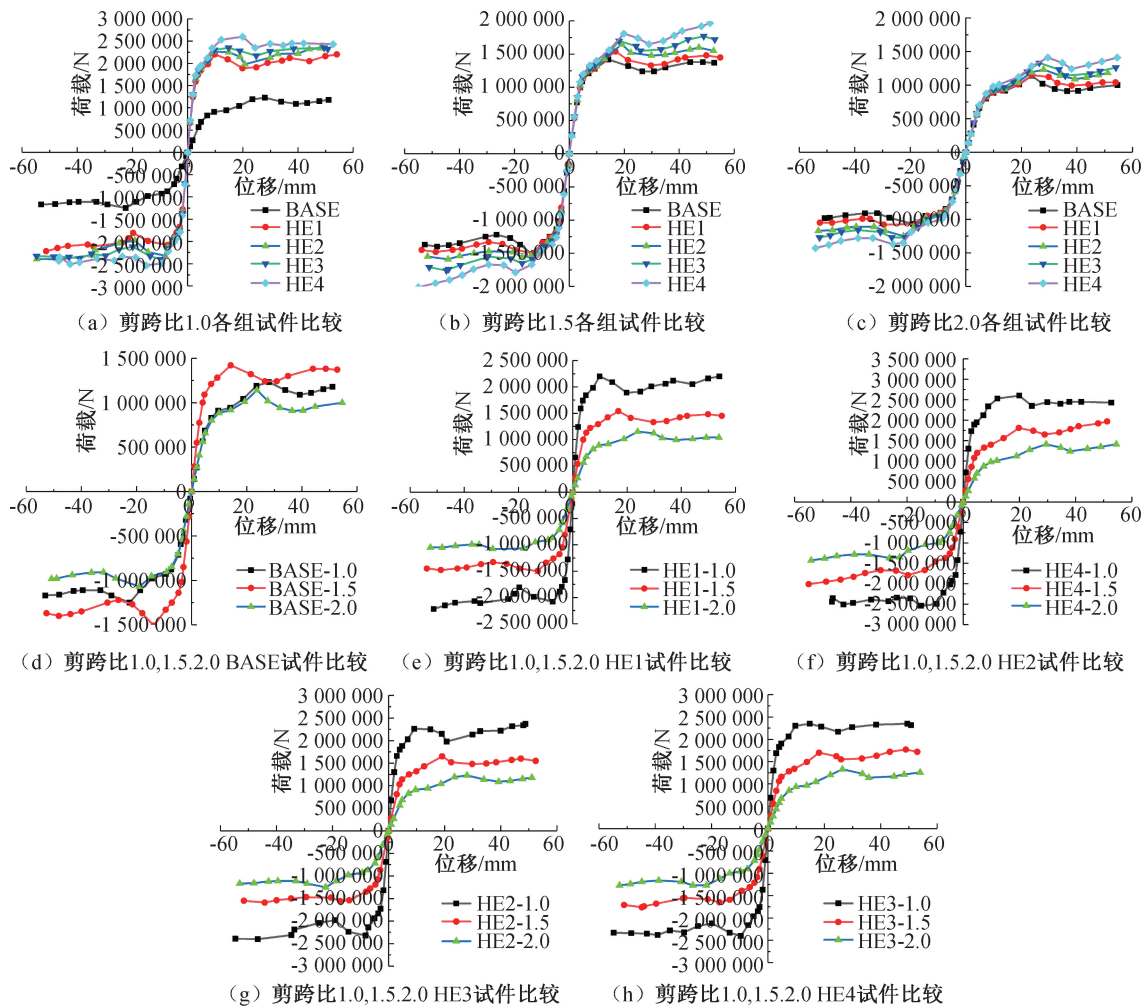 荷载/N
3 000 000
2 500 000
2 000 000
1 500 000
1 000 000
500 000
0
-500 000
-1 000 000
-1 500 000
-2 000 000
-2 500 000
-3 000 000
-60 -40 -20 0 20 40 60
位移/mm
BASE
HE1
HE2
HE3
HE4
（a）剪跨比1.0各组试件比较
荷载/N
2 000 000
1 500 000
1 000 000
500 000
0
-500 000
-1 000 000
-1 500 000
-2 000 000
-60 -40 -20 0 20 40 60
位移/mm
BASE
HE1
HE2
HE3
HE4
（b）剪跨比1.5各组试件比较
荷载/N
2 000 000
1 500 000
1 000 000
500 000
0
-500 000
-1 000 000
-1 500 000
-2 000 000
-60 -40 -20 0 20 40 60
位移/mm
BASE
HE1
HE2
HE3
HE4
（c）剪跨比2.0各组试件比较
荷载/N
1 500 000
1 000 000
500 000
0
-500 000
-1 000 000
-1 500 000
-60 -40 -20 0 20 40 60
位移/mm
BASE-1.0
BASE-1.5
BASE-2.0
（d）剪跨比1.0,1.5.2.0 BASE试件比较
荷载/N
2 500 000
2 000 000
1 500 000
1 000 000
500 000
0
-500 000
-1 000 000
-1 500 000
-2 000 000
-2 500 000
-60 -40 -20 0 20 40 60
位移/mm
HE1-1.0
HE1-1.5
HE1-2.0
（e）剪跨比1.0,1.5.2.0 HE1试件比较
荷载/N
3 500 000
3 000 000
2 500 000
2 000 000
1 500 000
1 000 000
500 000
0
-500 000
-1 000 000
-1 500 000
-2 000 000
-2 500 000
-3 000 000
-60 -40 -20 0 20 40 60
位移/mm
HE4-1.0
HE4-1.5
HE4-2.0
（f）剪跨比1.0,1.5.2.0 HE2试件比较
荷载/N
3 000 000
2 500 000
2 000 000
1 500 000
1 000 000
500 000
0
-500 000
-1 000 000
-1 500 000
-2 000 000
-2 500 000
-3 000 000
-60 -40 -20 0 20 40 60
位移/mm
HE2-1.0
HE2-1.5
HE2-2.0
（g）剪跨比1.0,1.5.2.0 HE3试件比较
荷载/N
3 000 000
2 500 000
2 000 000
1 500 000
1 000 000
500 000
0
-500 000
-1 000 000
-1 500 000
-2 000 000
-2 500 000
-3 000 000
-60 -40 -20 0 20 40 60
位移/mm
HE3-1.0
HE3-1.5
HE3-2.0
（h）剪跨比1.0,1.5.2.0 HE4试件比较